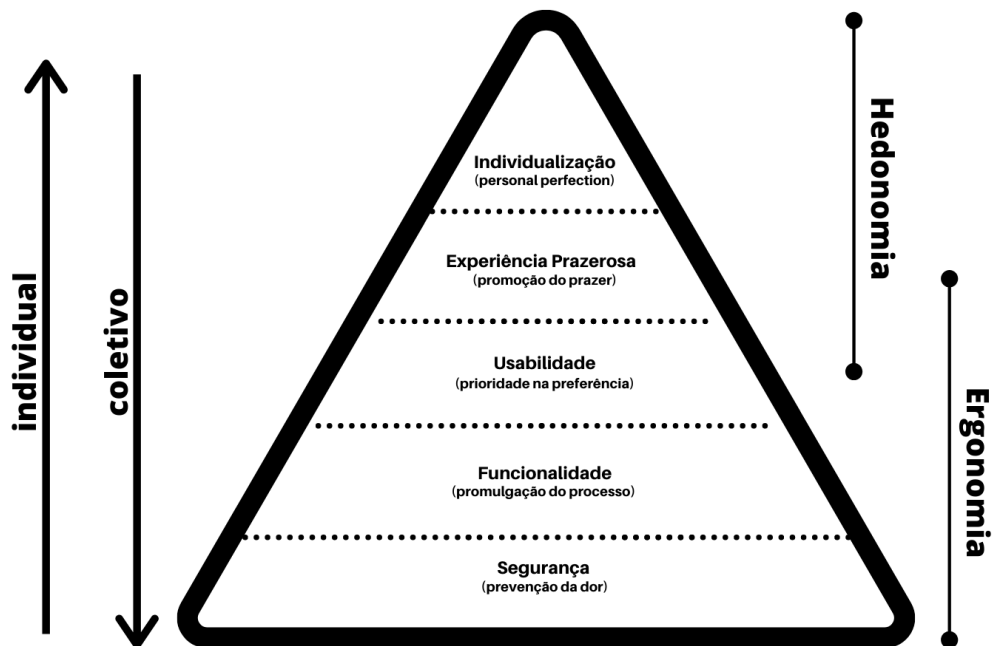 individual
coletivo
Individualização
(personal perfection)
Experiência Prazerosa
(promoção do prazer)
Usabilidade
(prioridade na preferência)
Funcionalidade
(promulgação do processo)
Segurança
(prevenção da dor)
Hedonomia
Ergonomia